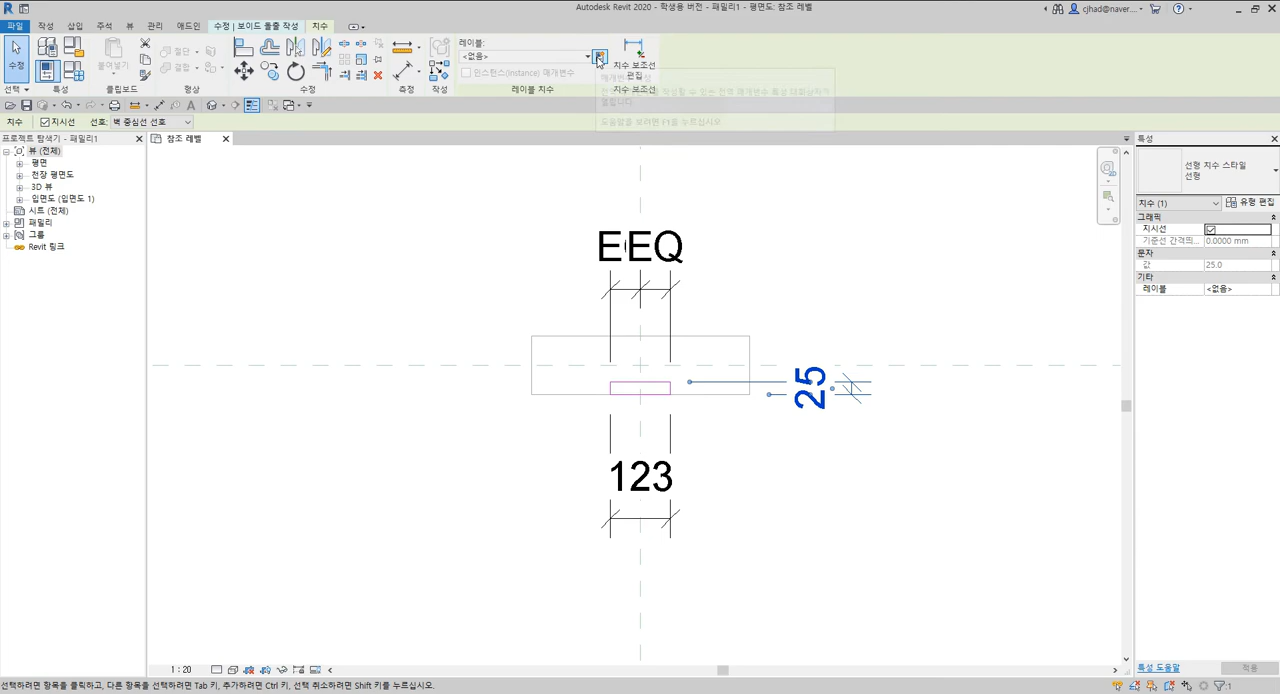 Autodesk Revit 2020 - 학생용 버전 - 패밀리1 - 평면도: 참조 레벨
cjhad@naver....
파일 작성 삽입 주석 뷰 관리 애드인 수정 | 보이드 돌출 작성 지수
수정
붙여넣기
절단
결합
레이블:
<없음>
인스턴스(Instance) 매개변수
지수 보조선
편집
선택 특성 클립보드 형상 수정 측정 작성 레이블 지수 지수 보조선
도움말을 보려면 F1을 누르십시오
지수 지시선 선호: 벽 중심선 선호
프로젝트 탐색기 - 패밀리1
참조 레벨
뷰 (전체)
평면
천장 평면도
3D 뷰
입면도 (입면도 1)
시트 (전체)
패밀리
그룹
Revit 링크
EEQ
25
123
특성
선형 지수 스타일
선형
지수 (1) 유형 편집
그래픽
지시선
기준선 간격띄... 0.0000 mm
문자
값 25.0
기타
레이블 <없음>
특성 도움말 적용
1 : 20
선택하려면 항목을 클릭하고, 다른 항목을 선택하려면 Tab 키, 추가하려면 Ctrl 키, 선택 취소하려면 Shift 키를 누르십시오.
:1